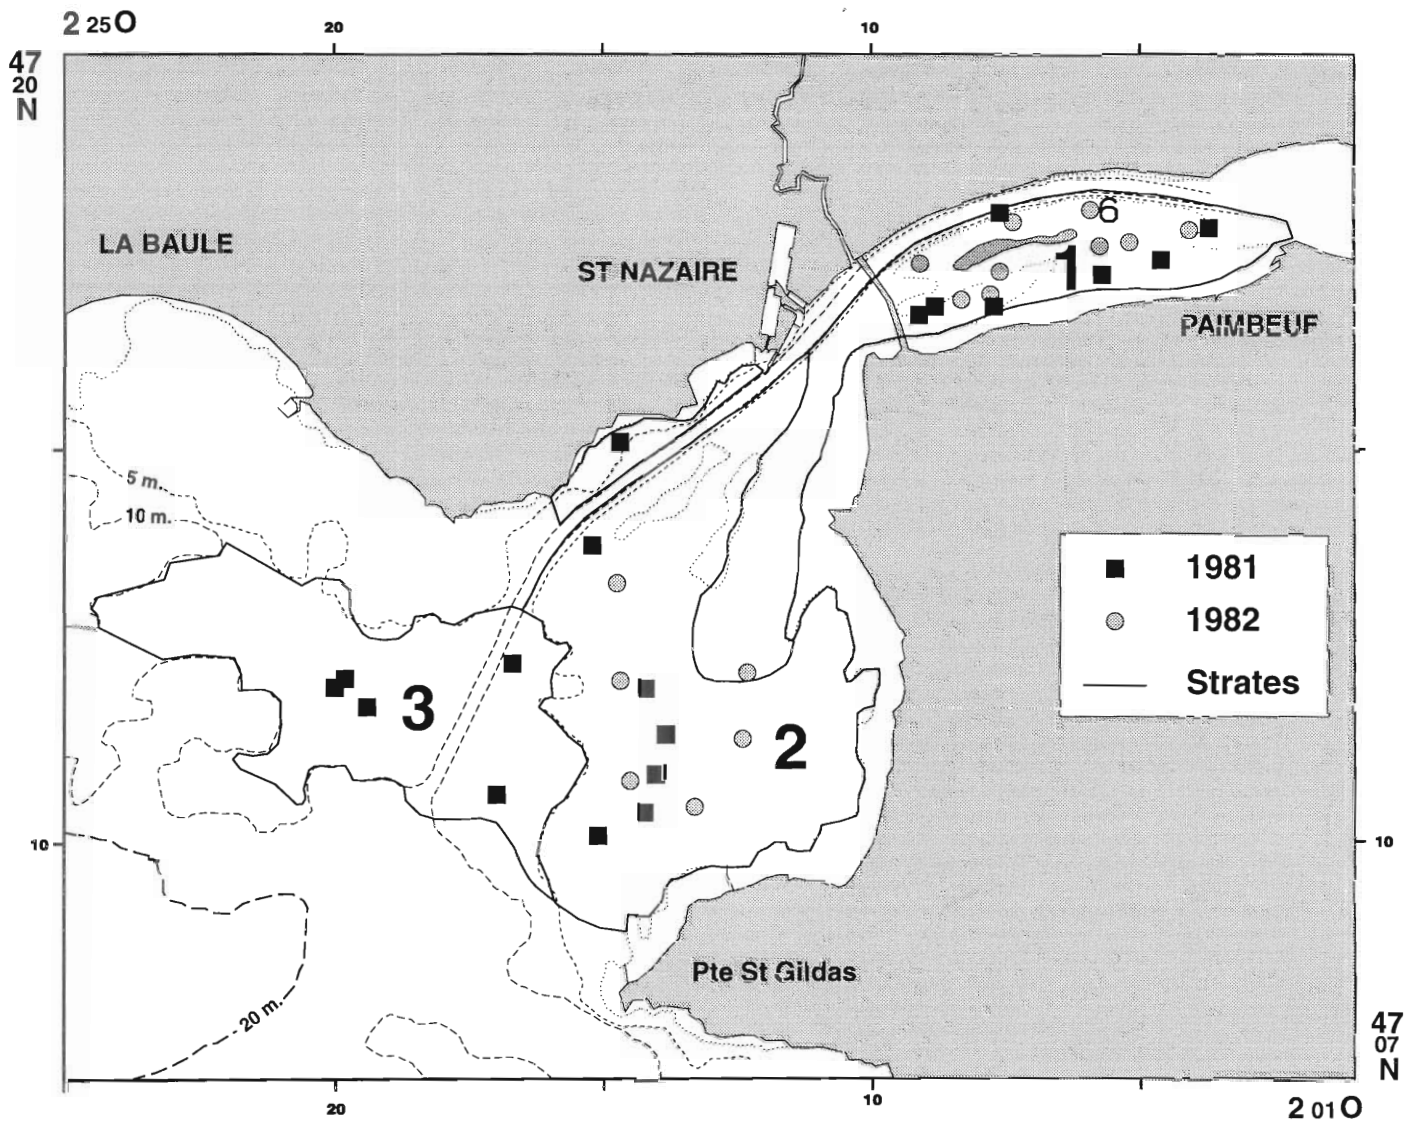 2 25 O
20
10
47
20
N
LA BAULE
ST NAZAIRE
6
1
PAIMBEUF
5 m.
10 m.
1981
1982
Strates
3
2
10
10
Pte St Gildas
20 m.
47
07
N
20
10
2 01 O